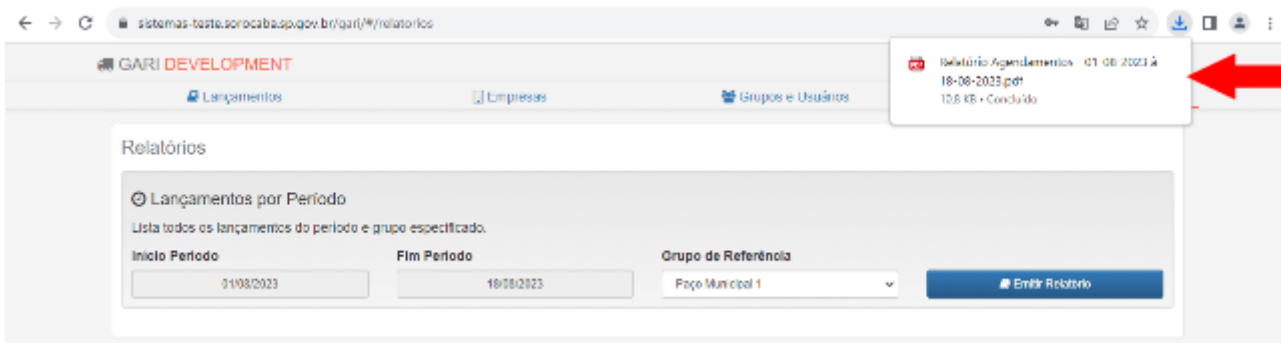 sistemas-teste.sorocaba.sp.gov.br/gari/#/relatorios
GARI DEVELOPMENT
Relatório Agendamentos - 01-08-2023 à
18-08-2023.pdf
12,8 KB • Concluído
Lançamentos
Empresas
Grupos e Usuários
Relatórios
Lançamentos por Período
Lista todos os lançamentos do período e grupo especificado.
Inicio Periodo
Fim Periodo
Grupo de Referência
01/08/2023
18/08/2023
Paço Municipal 1
Emitir Relatório